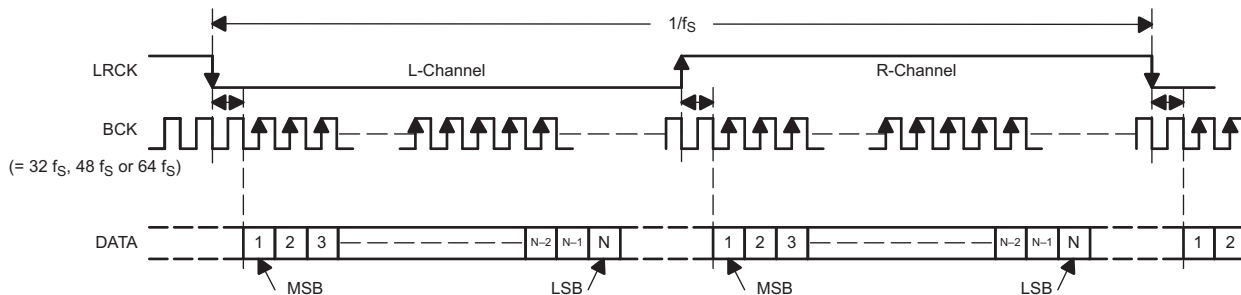 1/fS
LRCK
L-Channel
R-Channel
BCK
(= 32 fS, 48 fS or 64 fS)
DATA
1 2 3 N–2 N–1 N 1 2 3 N–2 N–1 N 1 2
MSB LSB MSB LSB